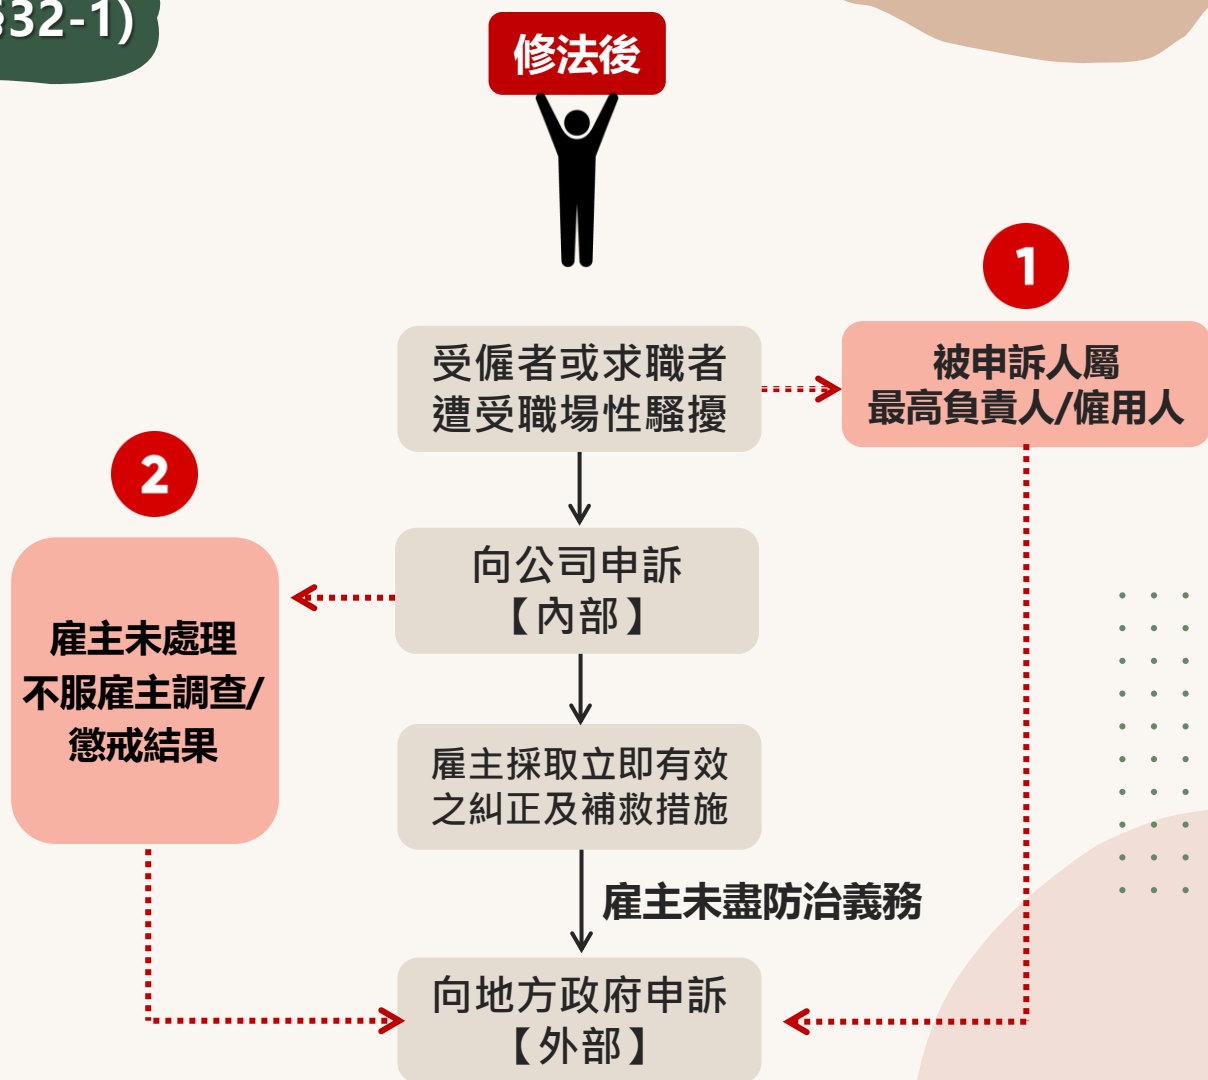 32-1)
修法後
1
受僱者或求職者
遭受職場性騷擾
被申訴人屬
最高負責人/僱用人
2
向公司申訴
【內部】
雇主未處理
不服雇主調查/
懲戒結果
雇主採取立即有效
之糾正及補救措施
雇主未盡防治義務
向地方政府申訴
【外部】